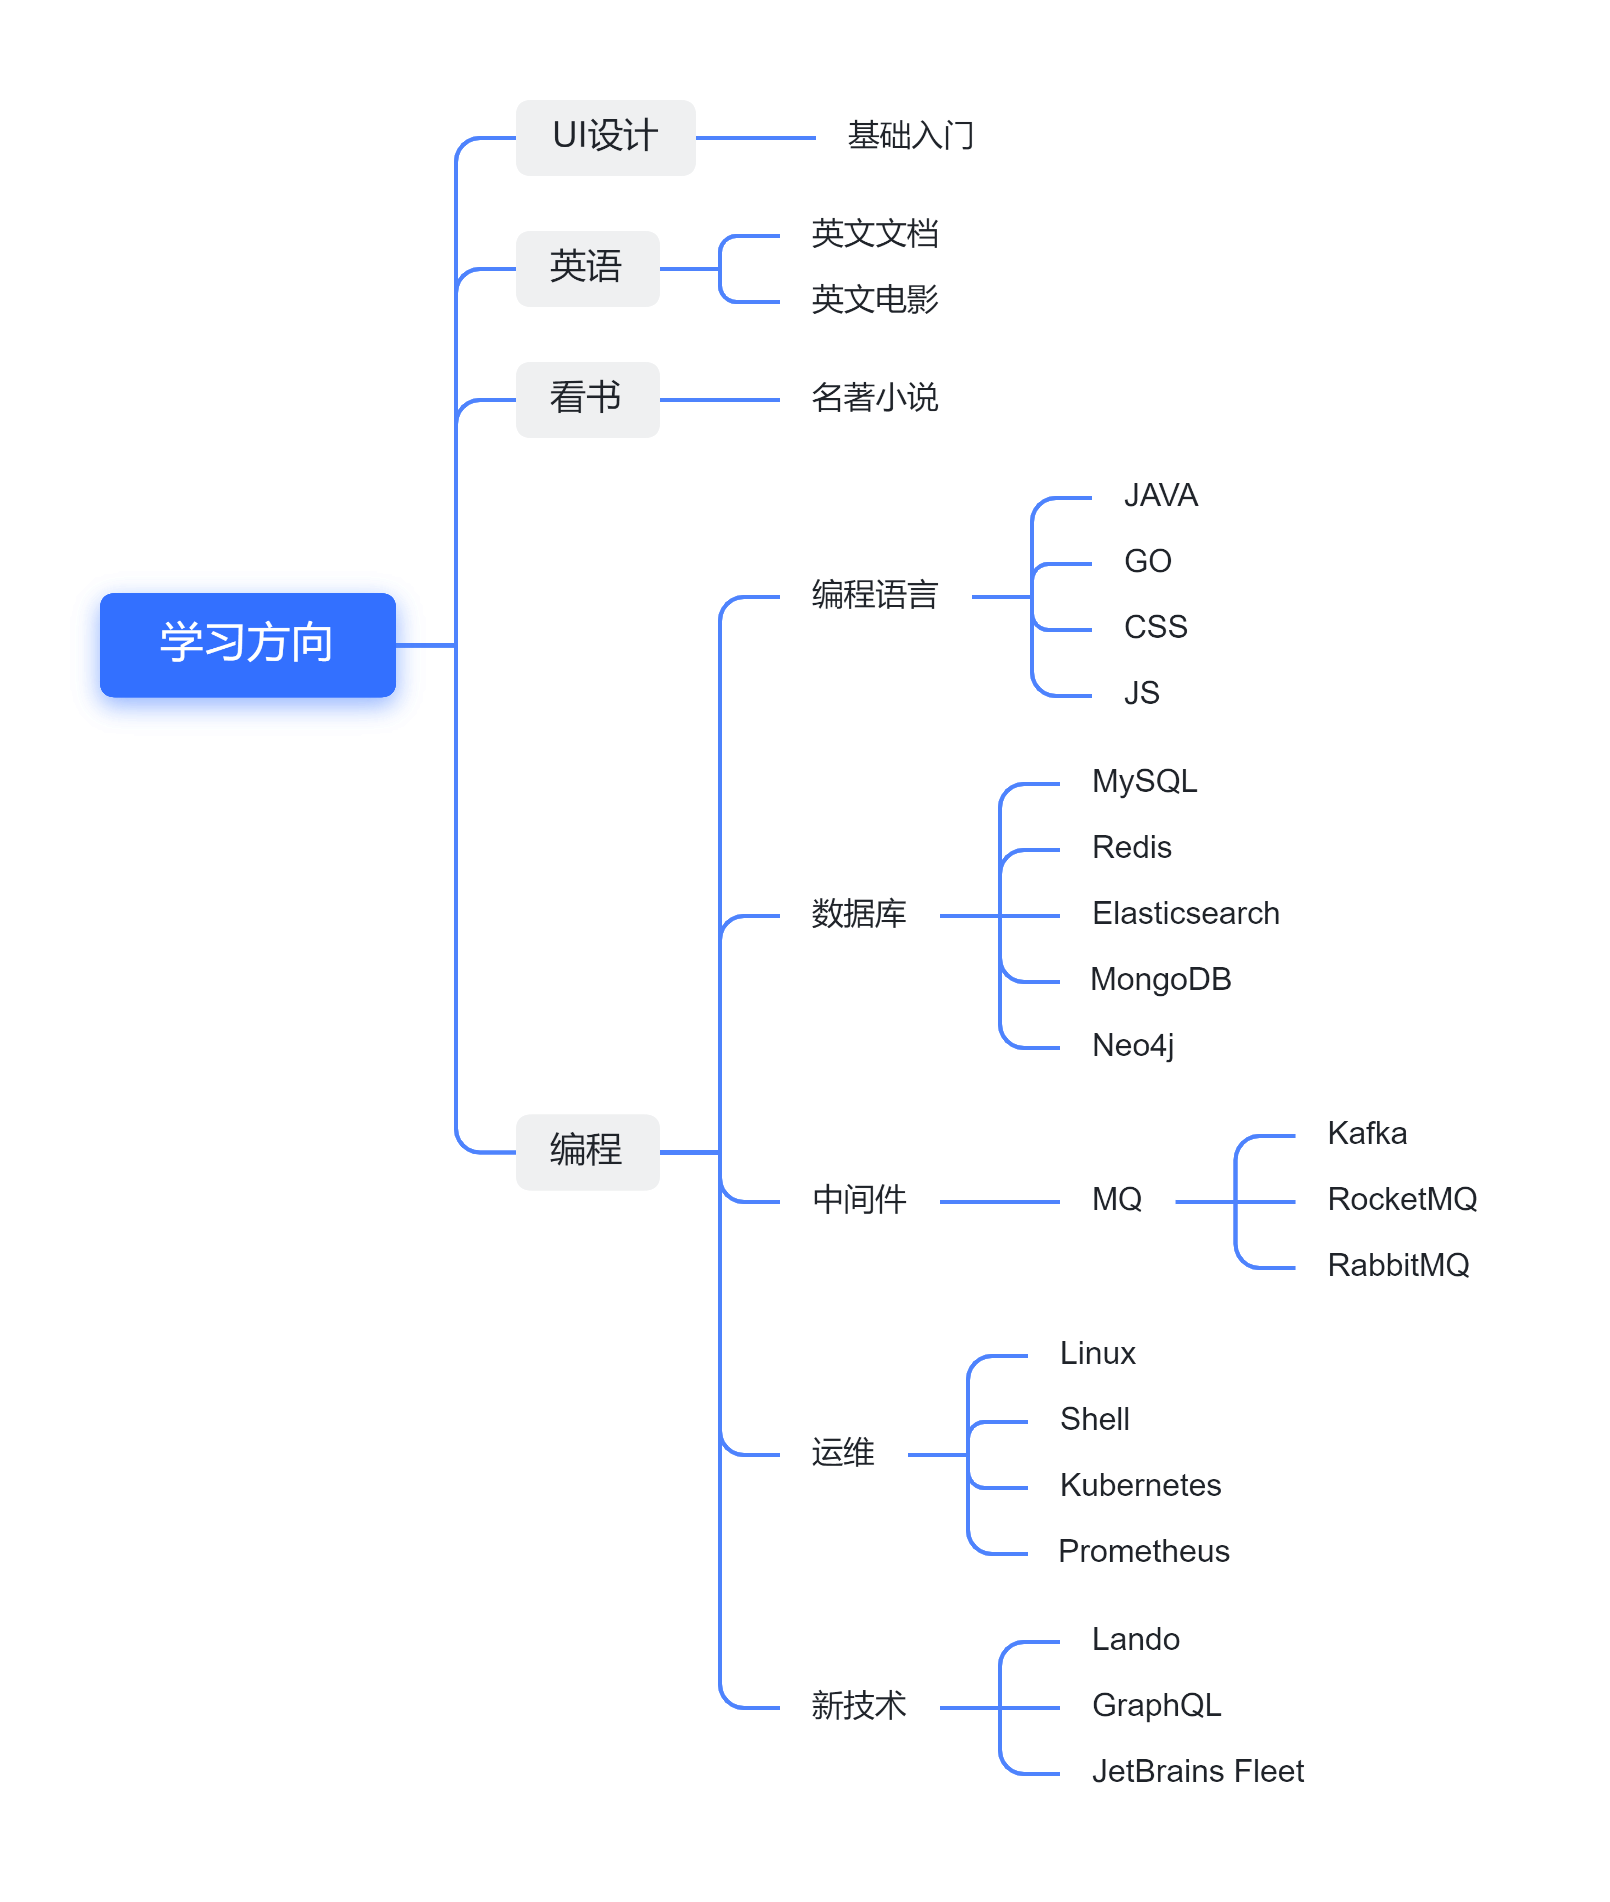 学习方向
UI设计
基础入门
英语
英文文档
英文电影
看书
名著小说
编程
编程语言
JAVA
GO
CSS
JS
数据库
MySQL
Redis
Elasticsearch
MongoDB
Neo4j
中间件
MQ
Kafka
RocketMQ
RabbitMQ
运维
Linux
Shell
Kubernetes
Prometheus
新技术
Lando
GraphQL
JetBrains Fleet